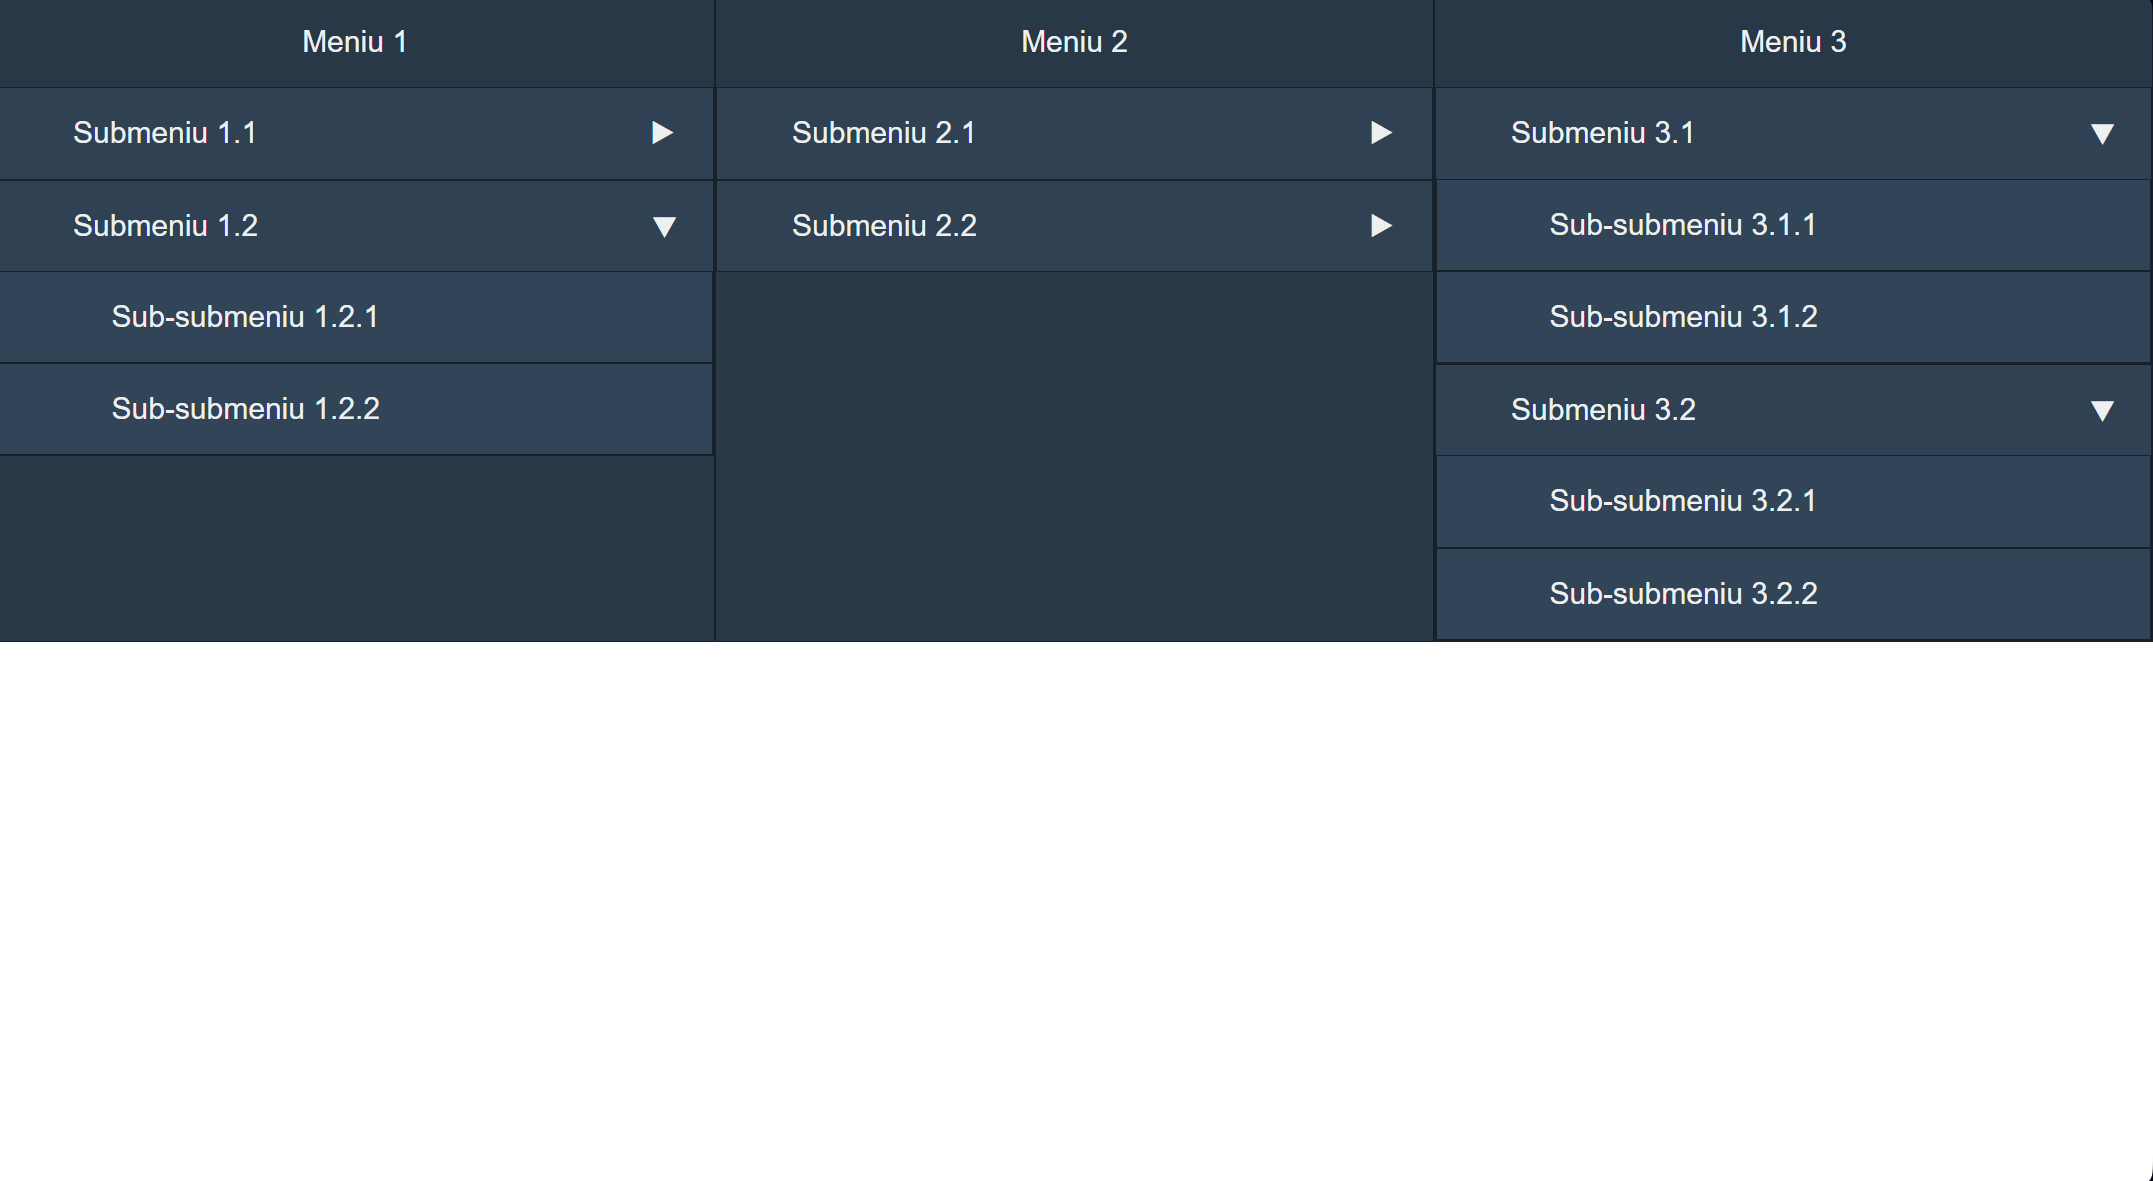 Meniu 1
Submeniu 1.1 ▶
Submeniu 1.2 ▼
Sub-submeniu 1.2.1
Sub-submeniu 1.2.2
Meniu 2
Submeniu 2.1 ▶
Submeniu 2.2 ▶
Meniu 3
Submeniu 3.1 ▼
Sub-submeniu 3.1.1
Sub-submeniu 3.1.2
Submeniu 3.2 ▼
Sub-submeniu 3.2.1
Sub-submeniu 3.2.2